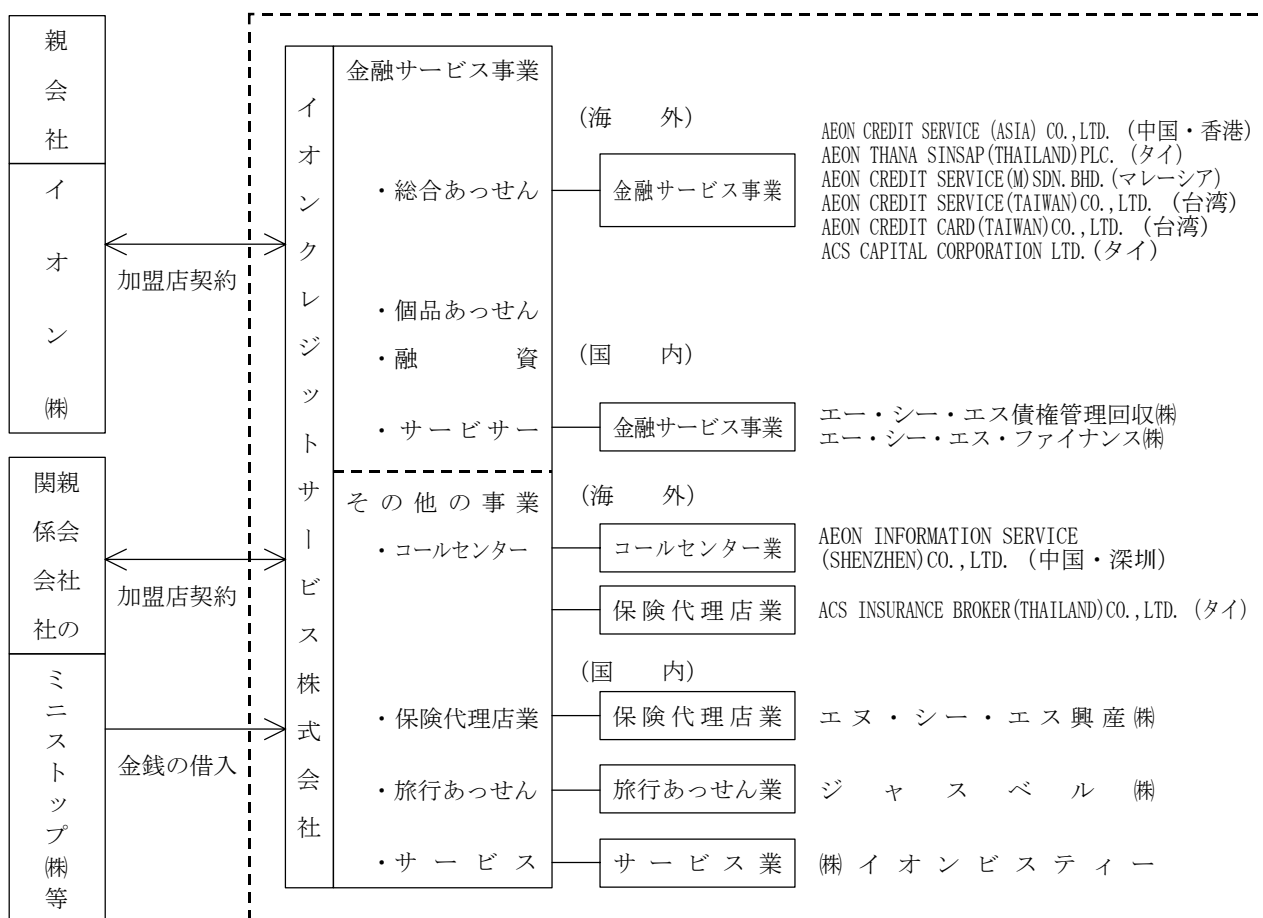 親会社
イオン㈱
加盟店契約
関係会社
親会社の
ミニストップ㈱等
加盟店契約
金銭の借入
イオンクレジットサービス株式会社
金融サービス事業
・総合あっせん
・個品あっせん
・融資
・サービサー
その他の事業
・コールセンター
・保険代理店業
・旅行あっせん
・サービス
(海外)
金融サービス事業
AEON CREDIT SERVICE (ASIA) CO.,LTD. (中国・香港)
AEON THANA SINSAP(THAILAND)PLC. (タイ)
AEON CREDIT SERVICE(M)SDN.BHD.(マレーシア)
AEON CREDIT SERVICE(TAIWAN)CO.,LTD. (台湾)
AEON CREDIT CARD(TAIWAN)CO.,LTD. (台湾)
ACS CAPITAL CORPORATION LTD.(タイ)
(国内)
金融サービス事業
エー・シー・エス債権管理回収㈱
エー・シー・エス・ファイナンス㈱
(海外)
コールセンター業
AEON INFORMATION SERVICE
(SHENZHEN)CO.,LTD. (中国・深圳)
保険代理店業
ACS INSURANCE BROKER(THAILAND)CO.,LTD. (タイ)
(国内)
保険代理店業
エヌ・シー・エス興産㈱
旅行あっせん業
ジャスベル㈱
サービス業
㈱イオンビスティー